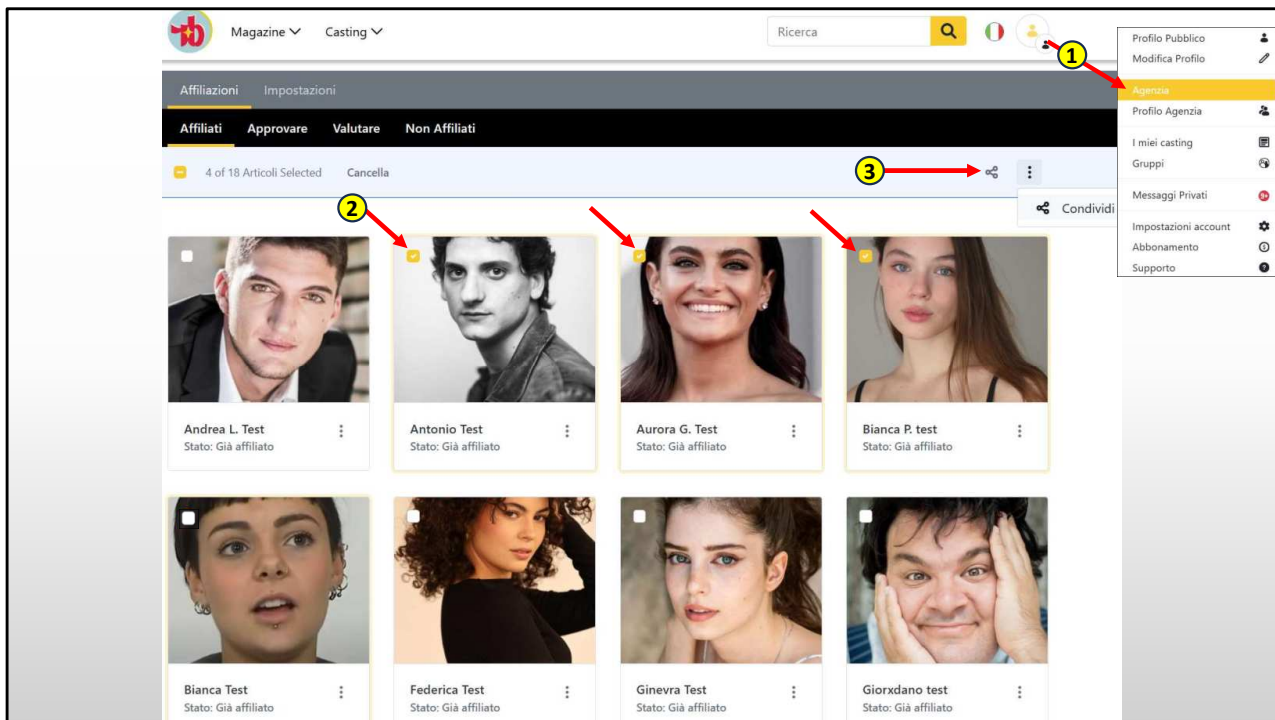 Magazine
Casting
Ricerca
Affiliazioni
Impostazioni
Affiliati
Approvare
Valutare
Non Affiliati
4 of 18 Articoli Selected
Cancella
Condividi
1
2
3
Profilo Pubblico
Modifica Profilo
Agenzia
Profilo Agenzia
I miei casting
Gruppi
Messaggi Privati
9+
Impostazioni account
Abbonamento
Supporto
Andrea L. Test
Stato: Già affiliato
Antonio Test
Stato: Già affiliato
Aurora G. Test
Stato: Già affiliato
Bianca P. test
Stato: Già affiliato
Bianca Test
Stato: Già affiliato
Federica Test
Stato: Già affiliato
Ginevra Test
Stato: Già affiliato
Giorxdano test
Stato: Già affiliato